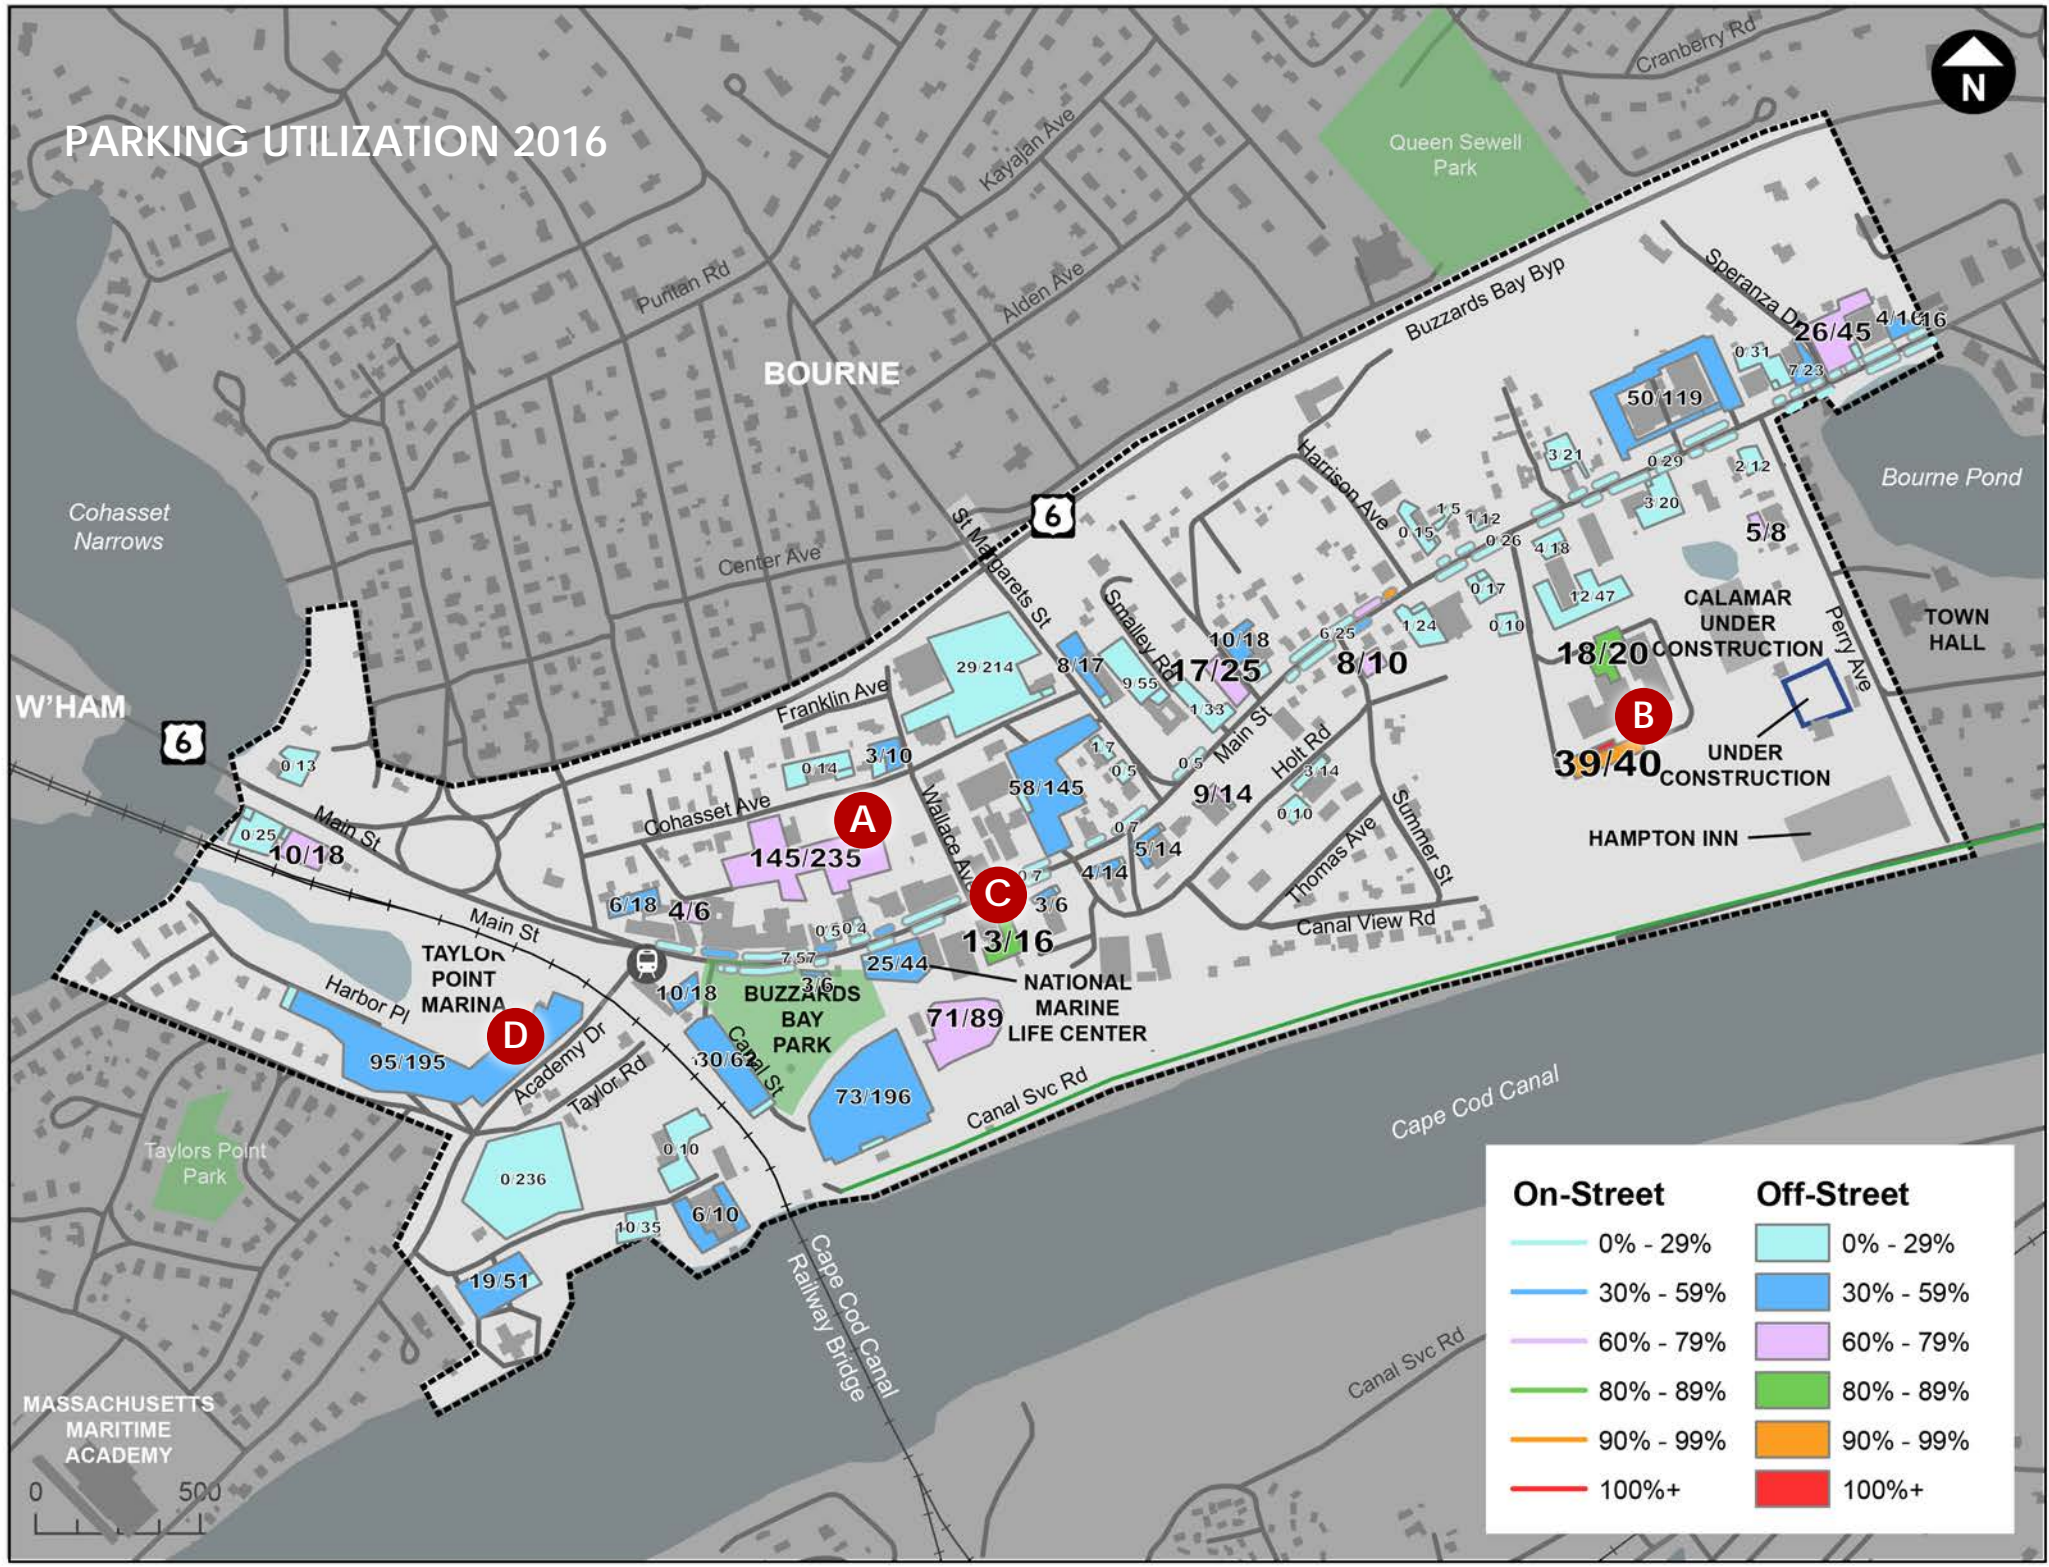 PARKING UTILIZATION 2016
Cranberry Rd
N
Queen Sewell
Park
Kayajan Ave
Puritan Rd
Alden Ave
Buzzards Bay Byp
Speranza Dr
BOURNE
26/45
4/16
16
0/31
7/23
50/119
Cohasset
Narrows
6
Center Ave
St Margarets St
Harrison Ave
3/21
0/29
2/12
Bourne Pond
3/20
1/5
1/12
0/15
0/26
4/18
5/8
0/17
12/47
CALAMAR
UNDER
CONSTRUCTION
TOWN
HALL
Perry Ave
Smalley Rd
10/18
6/25
1/24
0/10
17/25
8/10
18/20
29/214
8/17
9/55
1/33
Franklin Ave
W'HAM
6
B
39/40
UNDER
CONSTRUCTION
Main St
Holt Rd
0/13
0/14
3/10
1/7
0/5
0/5
3/14
58/145
9/14
0/10
Cohasset Ave
A
Wallace Ave
Summer St
HAMPTON INN
Main St
0/25
10/18
145/235
0/7
5/14
4/14
Thomas Ave
C
0/7
3/6
6/18
4/6
Main St
0/5
0/4
13/16
Canal View Rd
7/57
25/44
TAYLOR
POINT
MARINA
Harbor Pl
10/18
3/6
BUZZARDS
BAY
PARK
NATIONAL
MARINE
LIFE CENTER
71/89
D
95/195
Academy Dr
Taylor Rd
Canal St
73/196
Canal Svc Rd
Cape Cod Canal
Taylors Point
Park
0/236
0/10
10/35
6/10
19/51
Cape Cod Canal
Railway Bridge
Canal Svc Rd
MASSACHUSETTS
MARITIME
ACADEMY
0 500
On-Street Off-Street
0% - 29% 0% - 29%
30% - 59% 30% - 59%
60% - 79% 60% - 79%
80% - 89% 80% - 89%
90% - 99% 90% - 99%
100%+ 100%+